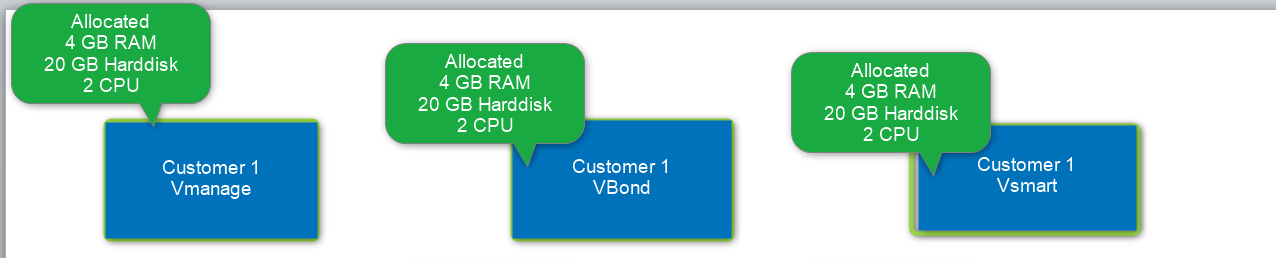 Allocated
4 GB RAM
20 GB Harddisk
2 CPU
Customer 1
Vmanage
Allocated
4 GB RAM
20 GB Harddisk
2 CPU
Customer 1
VBond
Allocated
4 GB RAM
20 GB Harddisk
2 CPU
Customer 1
Vsmart